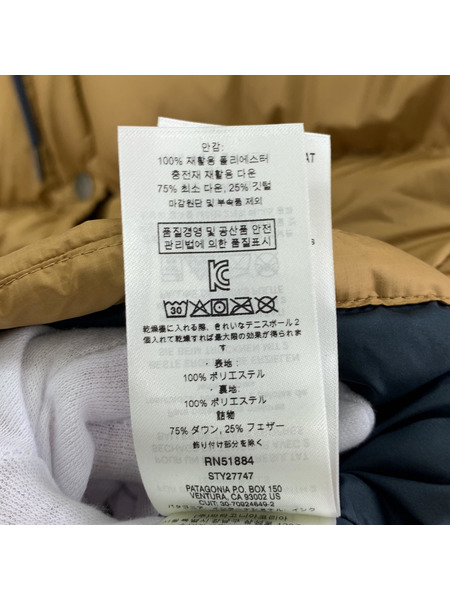 안감:
100% 재활용 폴리에스터
충전재 재활용 다운
75% 최소 다운, 25% 깃털
마감원단 및 부속품 제외
품질경영 및 공산품 안전
관리법에 의한 품질표시
30
乾燥機に入れる際、きれいなテニスボール2
個入れて乾燥すれば最大限の効果が得られま
す。
・表地:
100% ポリエステル
・裏地:
100% ポリエステル
詰物
75% ダウン, 25% フェザー
飾り付け部分を除く
RN51884
STY27747
PATAGONIA P.O. BOX 150
VENTURA, CA 93002 US
CUIT: 30-70924649-2